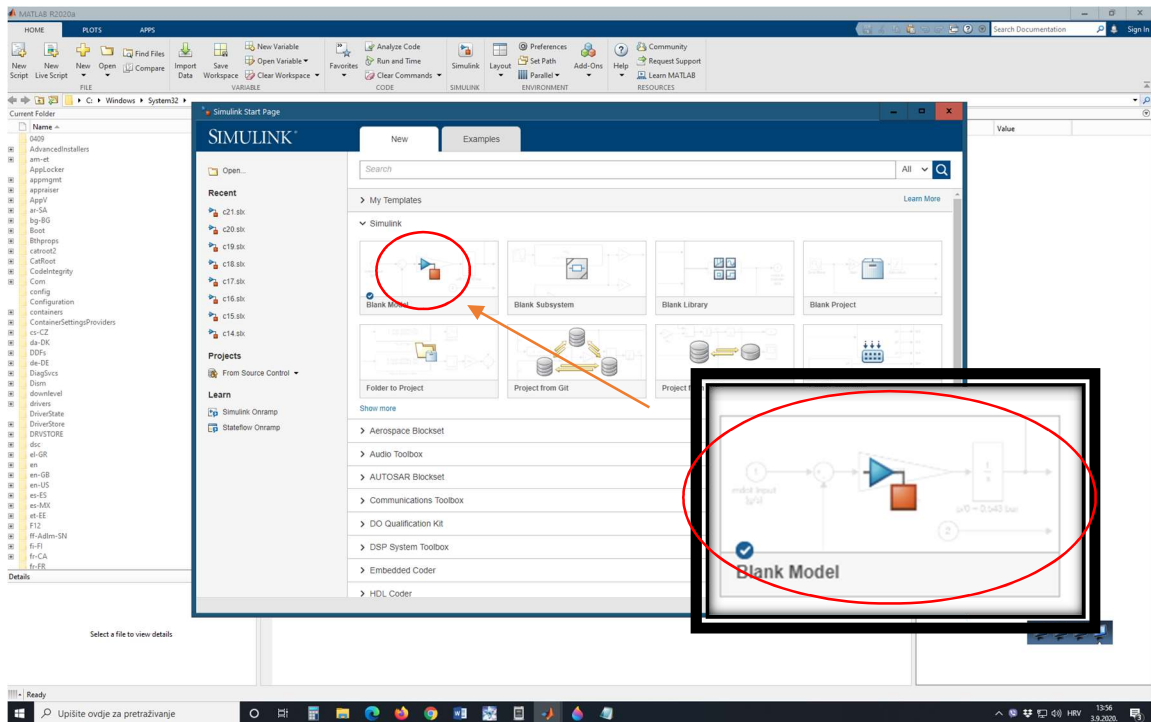 MATLAB R2020a
HOME PLOTS APPS
Search Documentation
Sign In
New Script
New Live Script
New
Open
Find Files
Compare
Import Data
Save Workspace
New Variable
Open Variable
Clear Workspace
Favorites
Analyze Code
Run and Time
Clear Commands
Simulink
Layout
Preferences
Set Path
Parallel
Add-Ons
Help
Community
Request Support
Learn MATLAB
FILE VARIABLE CODE SIMULINK ENVIRONMENT RESOURCES
C: Windows System32
Current Folder
Name
0409
AdvancedInstallers
am-et
AppLocker
appmgmt
appraiser
AppV
ar-SA
bg-BG
Boot
Bthprops
catroot2
CatRoot
CodeIntegrity
Com
config
Configuration
containers
ContainerSettingsProviders
cs-CZ
da-DK
DDFs
de-DE
DiagSvcs
Dism
downlevel
drivers
DriverState
DriverStore
DRVSTORE
dsc
el-GR
en
en-GB
en-US
es-ES
es-MX
et-EE
F12
ff-Adlm-SN
fi-FI
fr-CA
fr-FR
Details
Select a file to view details
Value
Simulink Start Page
SIMULINK®
New Examples
Open...
Recent
c21.slx
c20.slx
c19.slx
c18.slx
c17.slx
c16.slx
c15.slx
c14.slx
Projects
From Source Control
Learn
Simulink Onramp
Stateflow Onramp
Search
All
My Templates
Learn More
Simulink
Blank Model
Blank Subsystem
Blank Library
Blank Project
Folder to Project
Project from Git
Show more
Aerospace Blockset
Audio Toolbox
AUTOSAR Blockset
Communications Toolbox
DO Qualification Kit
DSP System Toolbox
Embedded Coder
HDL Coder
1
1
s
2
Blank Model
Ready
Upišite ovdje za pretraživanje
HRV
13:56
3.9.2020.